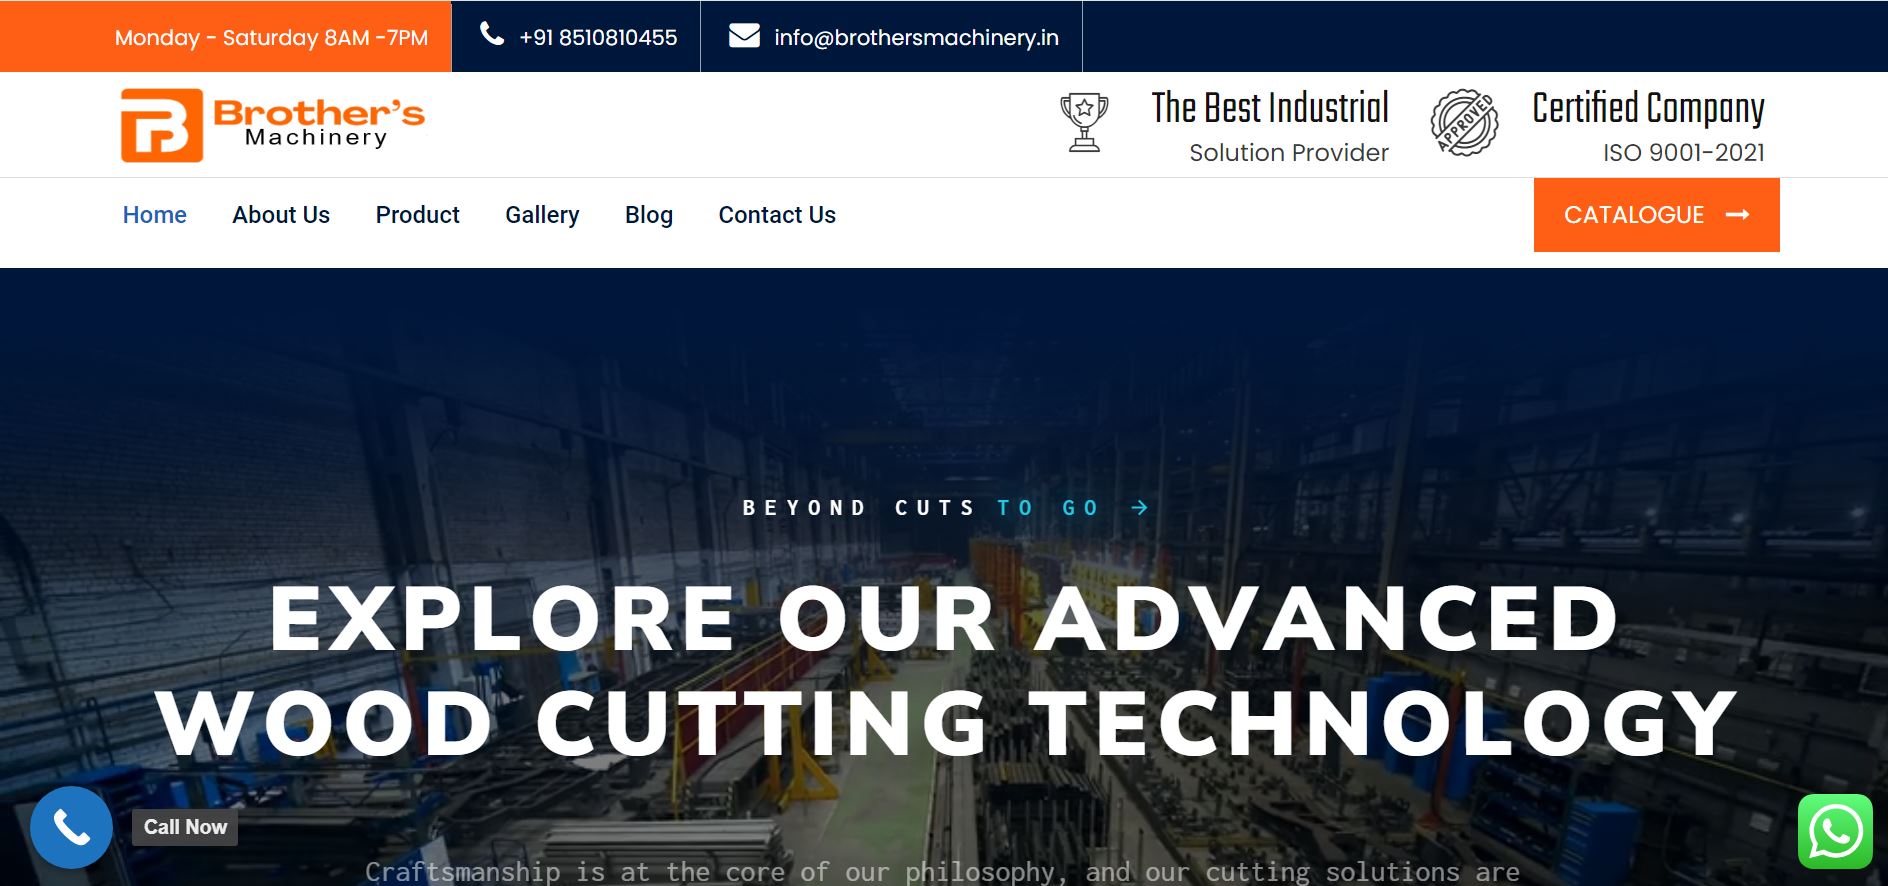 Monday - Saturday 8AM -7PM
+91 8510810455
info@brothersmachinery.in
Brother's
Machinery
The Best Industrial
Solution Provider
APPROVED
Certified Company
ISO 9001-2021
Home
About Us
Product
Gallery
Blog
Contact Us
CATALOGUE
BEYOND CUTS TO GO
EXPLORE OUR ADVANCED
WOOD CUTTING TECHNOLOGY
Call Now
Craftsmanship is at the core of our philosophy, and our cutting solutions are